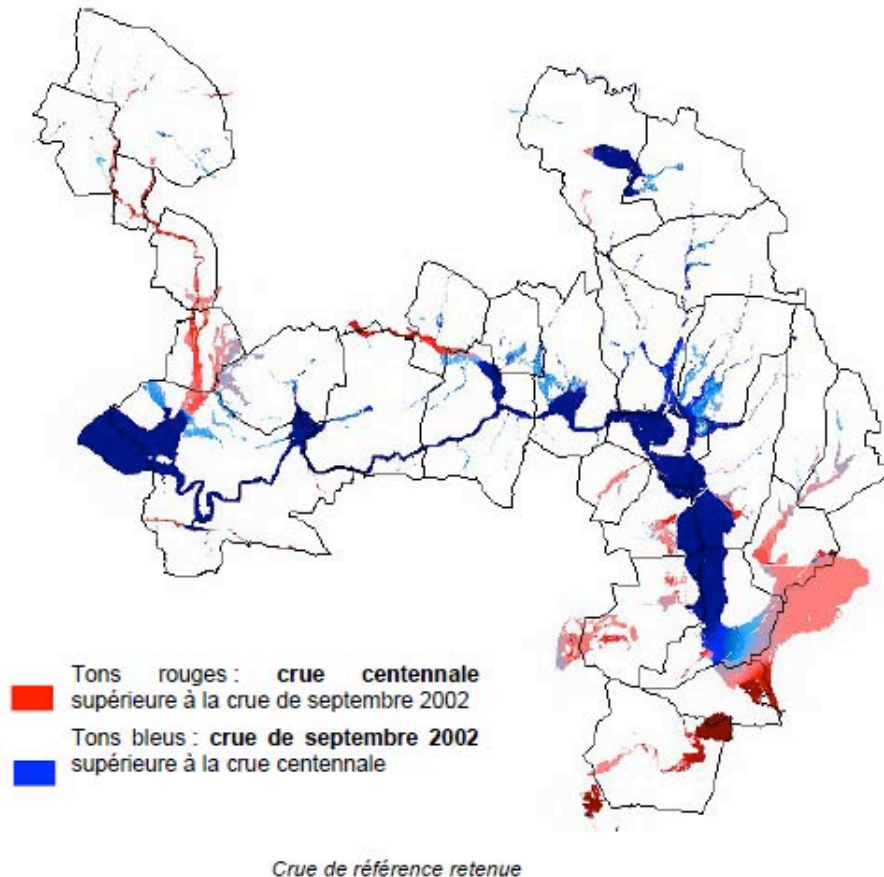 Tons rouges : crue centennale
supérieure à la crue de septembre 2002
Tons bleus : crue de septembre 2002
supérieure à la crue centennale
Crue de référence retenue